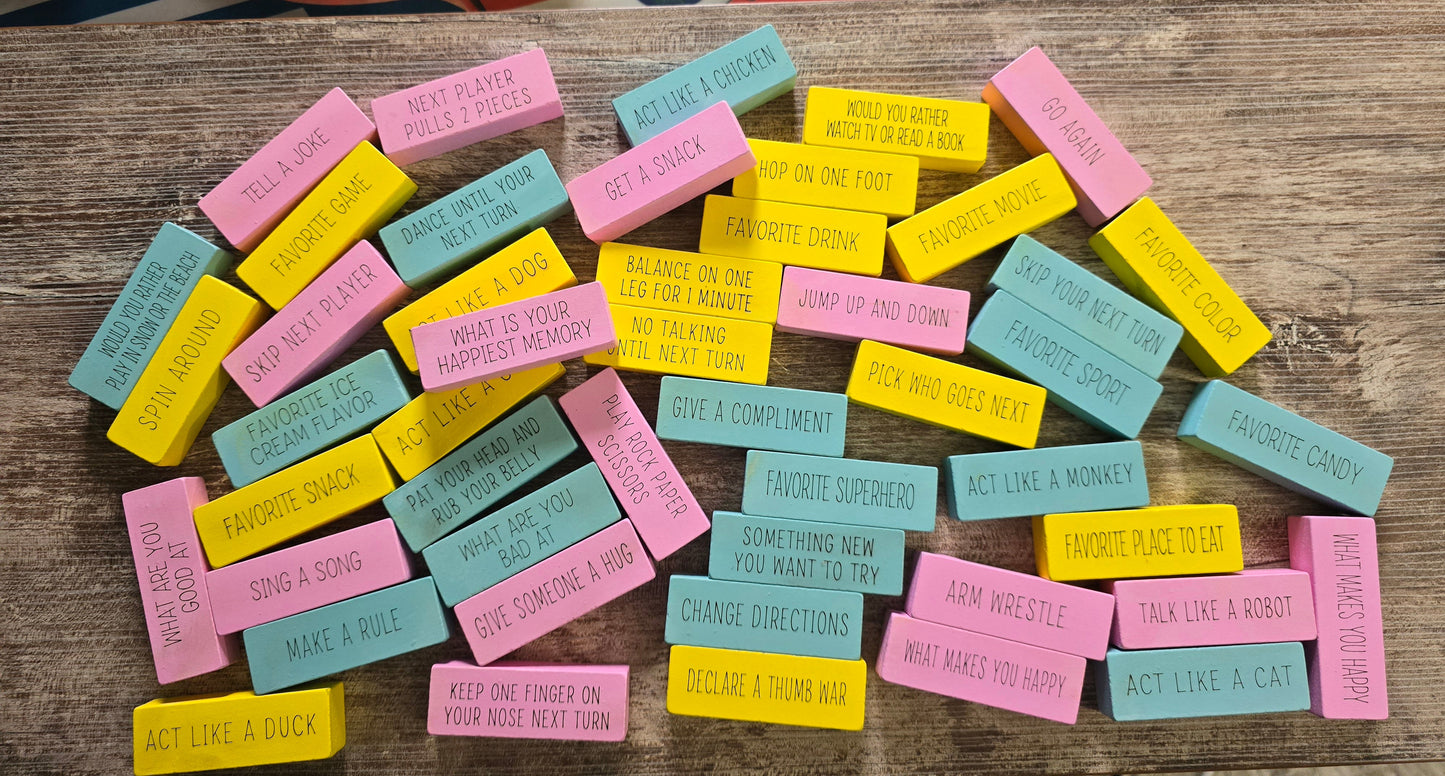 NEXT PLAYER
PULLS 2 PIECES
ACT LIKE A CHICKEN
WOULD YOU RATHER
WATCH TV OR READ A BOOK
GO AGAIN
TELL A JOKE
FAVORITE GAME
DANCE UNTIL YOUR
NEXT TURN
GET A SNACK
HOP ON ONE FOOT
FAVORITE DRINK
FAVORITE MOVIE
FAVORITE COLOR
WOULD YOU RATHER
PLAY IN SNOW OR THE BEACH
SPIN AROUND
SKIP NEXT PLAYER
LIKE A DOG
WHAT IS YOUR
HAPPIEST MEMORY
BALANCE ON ONE
LEG FOR 1 MINUTE
NO TALKING
UNTIL NEXT TURN
JUMP UP AND DOWN
SKIP YOUR NEXT TURN
FAVORITE SPORT
PICK WHO GOES NEXT
FAVORITE ICE
CREAM FLAVOR
ACT LIKE A
GIVE A COMPLIMENT
FAVORITE CANDY
FAVORITE SNACK
PAT YOUR HEAD AND
RUB YOUR BELLY
PLAY ROCK PAPER
SCISSORS
FAVORITE SUPERHERO
ACT LIKE A MONKEY
WHAT ARE YOU
GOOD AT
SING A SONG
WHAT ARE YOU
BAD AT
GIVE SOMEONE A HUG
SOMETHING NEW
YOU WANT TO TRY
FAVORITE PLACE TO EAT
MAKE A RULE
CHANGE DIRECTIONS
ARM WRESTLE
TALK LIKE A ROBOT
WHAT MAKES YOU HAPPY
ACT LIKE A DUCK
KEEP ONE FINGER ON
YOUR NOSE NEXT TURN
DECLARE A THUMB WAR
WHAT MAKES YOU HAPPY
ACT LIKE A CAT